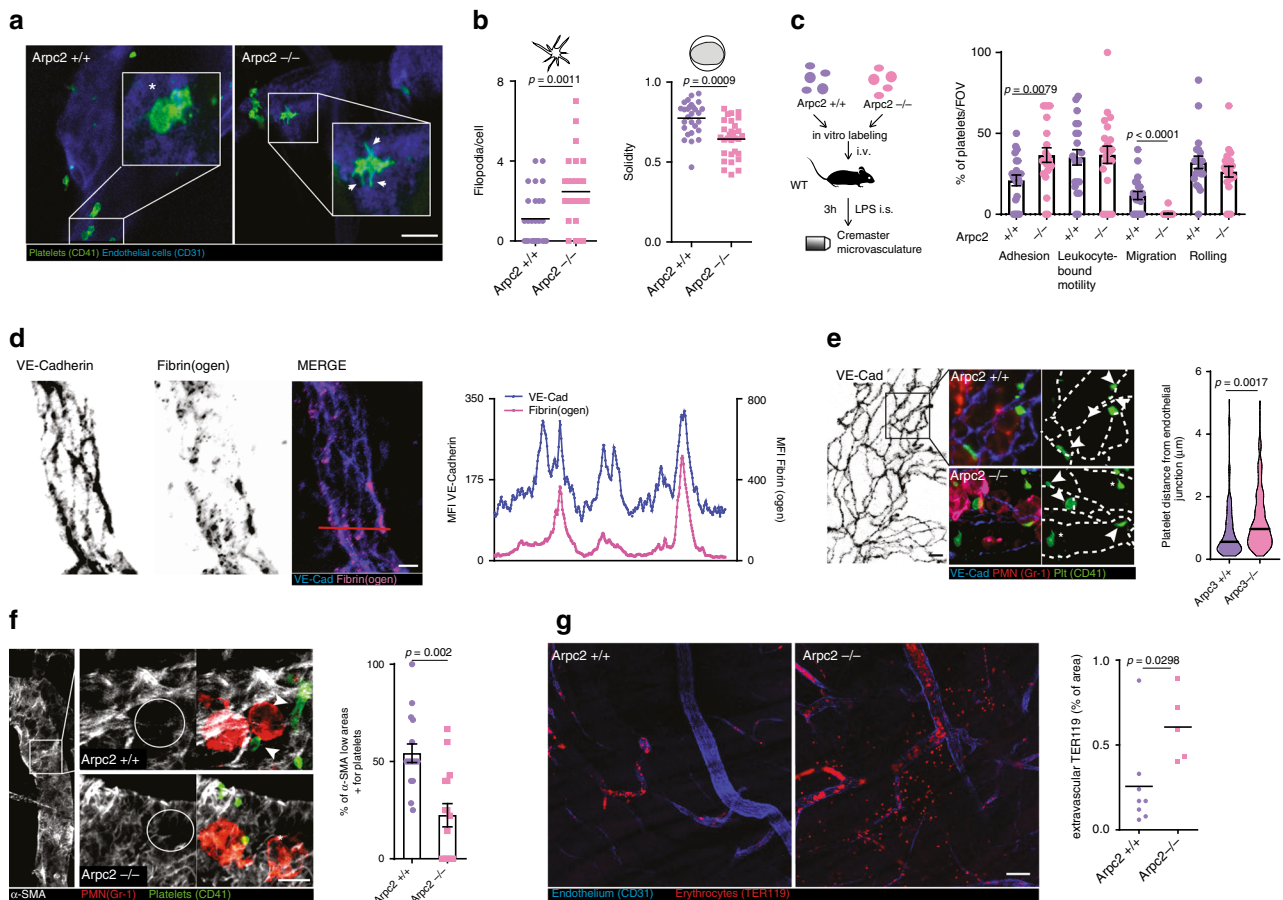 a
Arpc2 +/+
Arpc2 –/–
*
Platelets (CD41) Endothelial cells (CD31)
b
p = 0.0011
Filopodia/cell
8
6
4
2
0
Arpc2 +/+
Arpc2 –/–
p = 0.0009
Solidity
1.0
0.5
0.0
Arpc2 +/+
Arpc2 –/–
c
Arpc2 +/+
Arpc2 –/–
in vitro labeling
i.v.
WT
3h
LPS i.s.
Cremaster
microvasculature
% of platelets/FOV
100
50
0
p = 0.0079
p < 0.0001
Arpc2
+/+ –/– +/+ –/– +/+ –/– +/+ –/–
Adhesion
Leukocyte-
bound
motility
Migration
Rolling
d
VE-Cadherin
Fibrin(ogen)
MERGE
VE-Cad Fibrin(ogen)
VE-Cad
Fibrin(ogen)
MFI VE-Cadherin
350
175
0
800
400
0
MFI Fibrin (ogen)
e
VE-Cad
Arpc2 +/+
Arpc2 –/–
*
*
VE-Cad PMN (Gr-1) Plt (CD41)
Platelet distance from endothelial
junction (µm)
6
4
2
0
p = 0.0017
Arpc3 +/+
Arpc3–/–
f
Arpc2 +/+
Arpc2 –/–
*
α-SMA PMN(Gr-1) Platelets (CD41)
% of α-SMA low areas
+ for platelets
100
50
0
p = 0.002
Arpc2 +/+
Arpc2 –/–
g
Arpc2 +/+
Arpc2 –/–
Endothelium (CD31) Erythrocytes (TER119)
extravascular TER119 (% of area)
1.0
0.5
0.0
p = 0.0298
Arpc2 +/+
Arpc2–/–